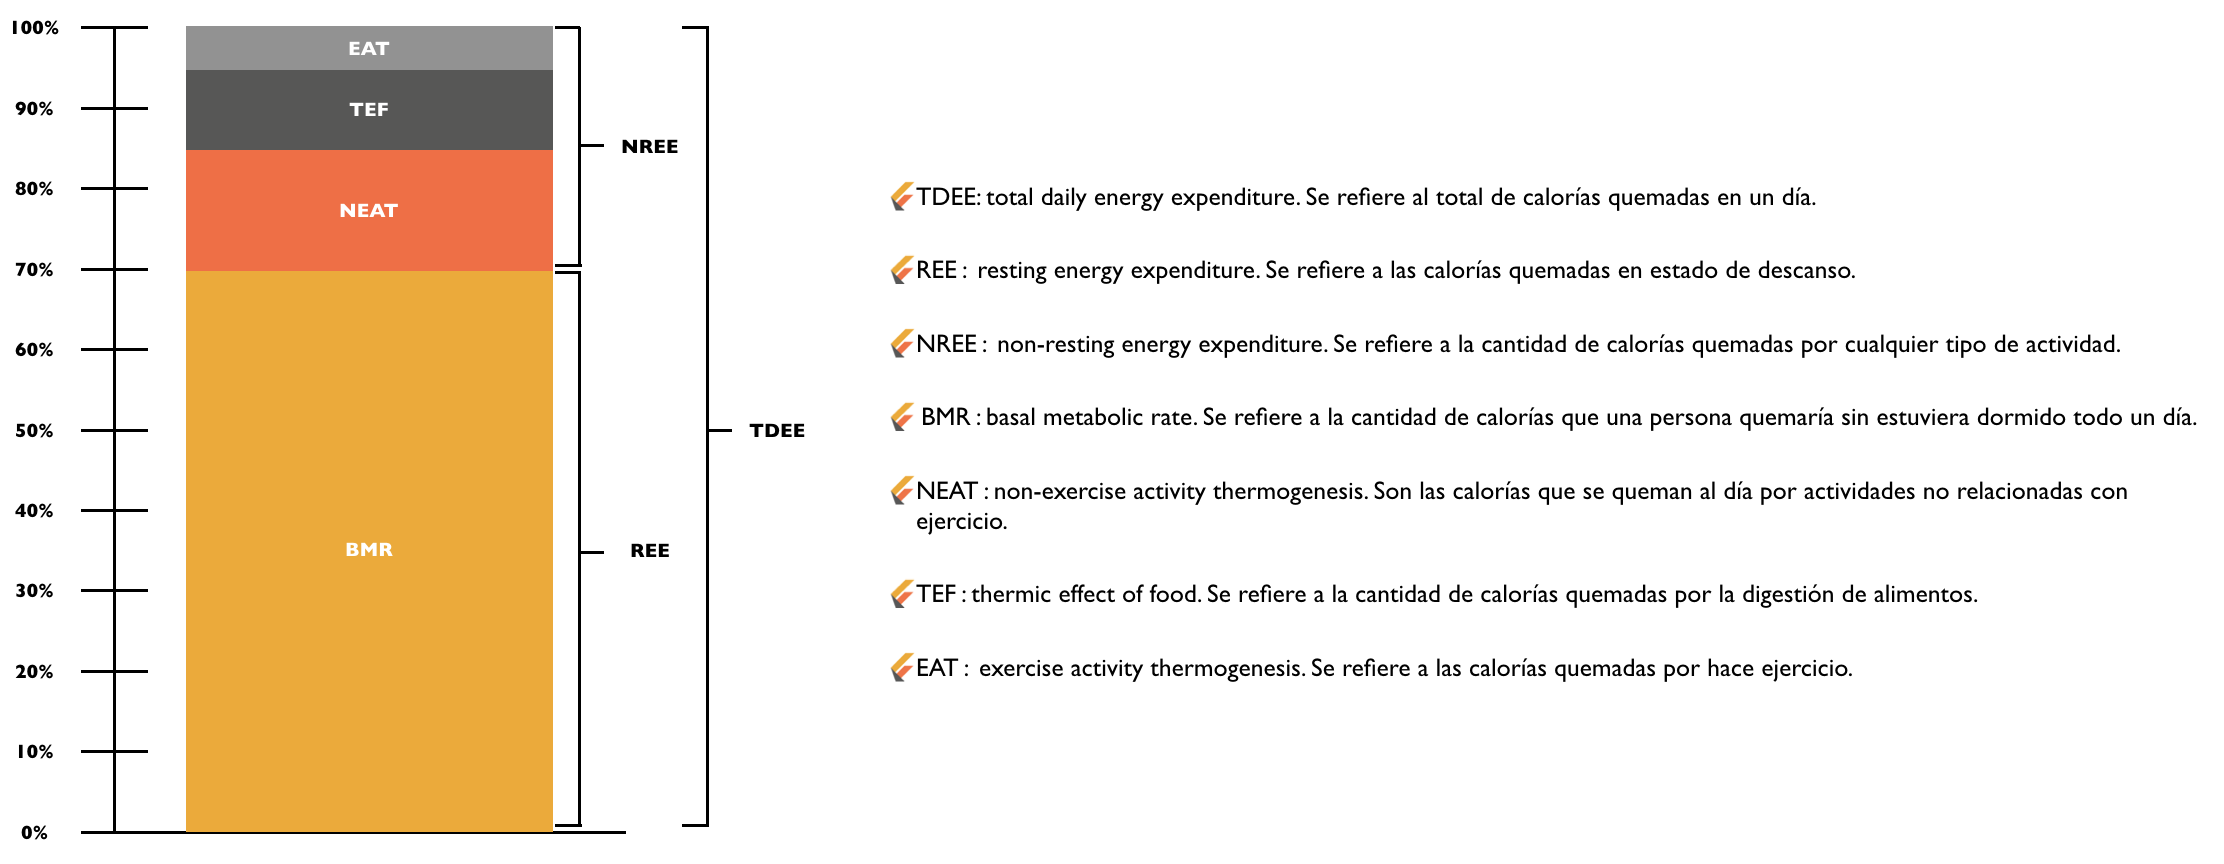 100%
90%
80%
70%
60%
50%
40%
30%
20%
10%
0%
EAT
TEF
NEAT
BMR
NREE
REE
TDEE
TDEE: total daily energy expenditure. Se refiere al total de calorías quemadas en un día.
REE : resting energy expenditure. Se refiere a las calorías quemadas en estado de descanso.
NREE : non-resting energy expenditure. Se refiere a la cantidad de calorías quemadas por cualquier tipo de actividad.
BMR : basal metabolic rate. Se refiere a la cantidad de calorías que una persona quemaría sin estuviera dormido todo un día.
NEAT : non-exercise activity thermogenesis. Son las calorías que se queman al día por actividades no relacionadas con
ejercicio.
TEF : thermic effect of food. Se refiere a la cantidad de calorías quemadas por la digestión de alimentos.
EAT : exercise activity thermogenesis. Se refiere a las calorías quemadas por hace ejercicio.